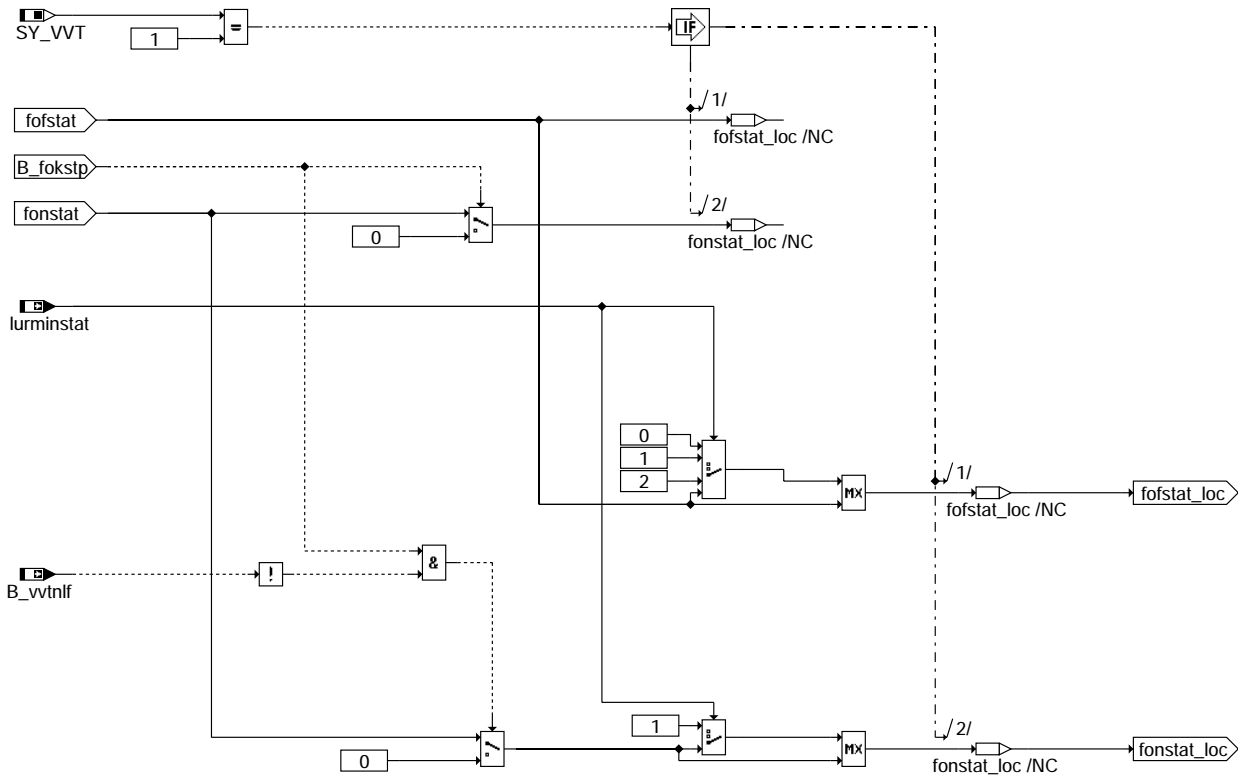 SY_VVT
1
=
IF
fofstat
/1/
fofstat_loc /NC
B_fokstp
fonstat
/2/
0
fonstat_loc /NC
lurminstat
0
1
2
MX
/1/
fofstat_loc /NC
fofstat_loc
&
B_vvtnlf
!
1
MX
/2/
0
fonstat_loc /NC
fonstat_loc